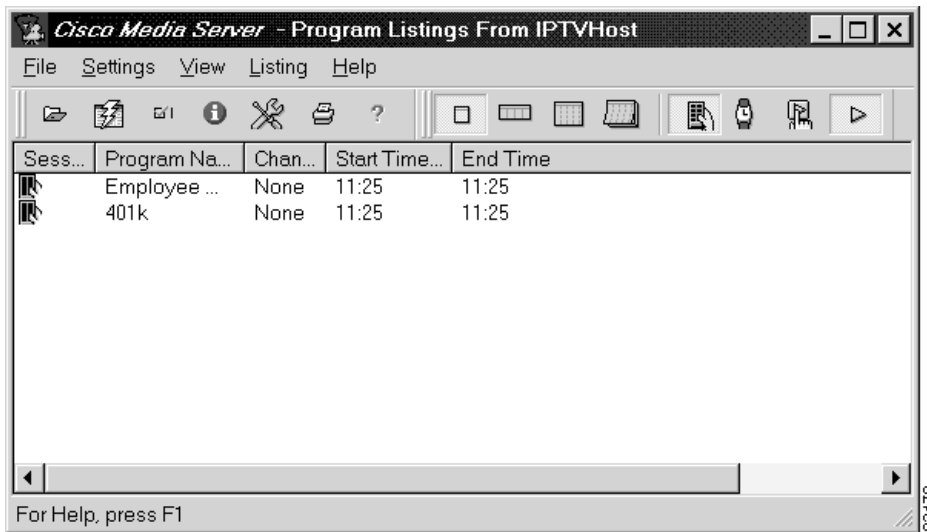 Cisco Media Server - Program Listings From IPTVHost
File Settings View Listing Help
Sess... Program Na... Chan... Start Time... End Time
Employee ... None 11:25 11:25
401k None 11:25 11:25
For Help, press F1